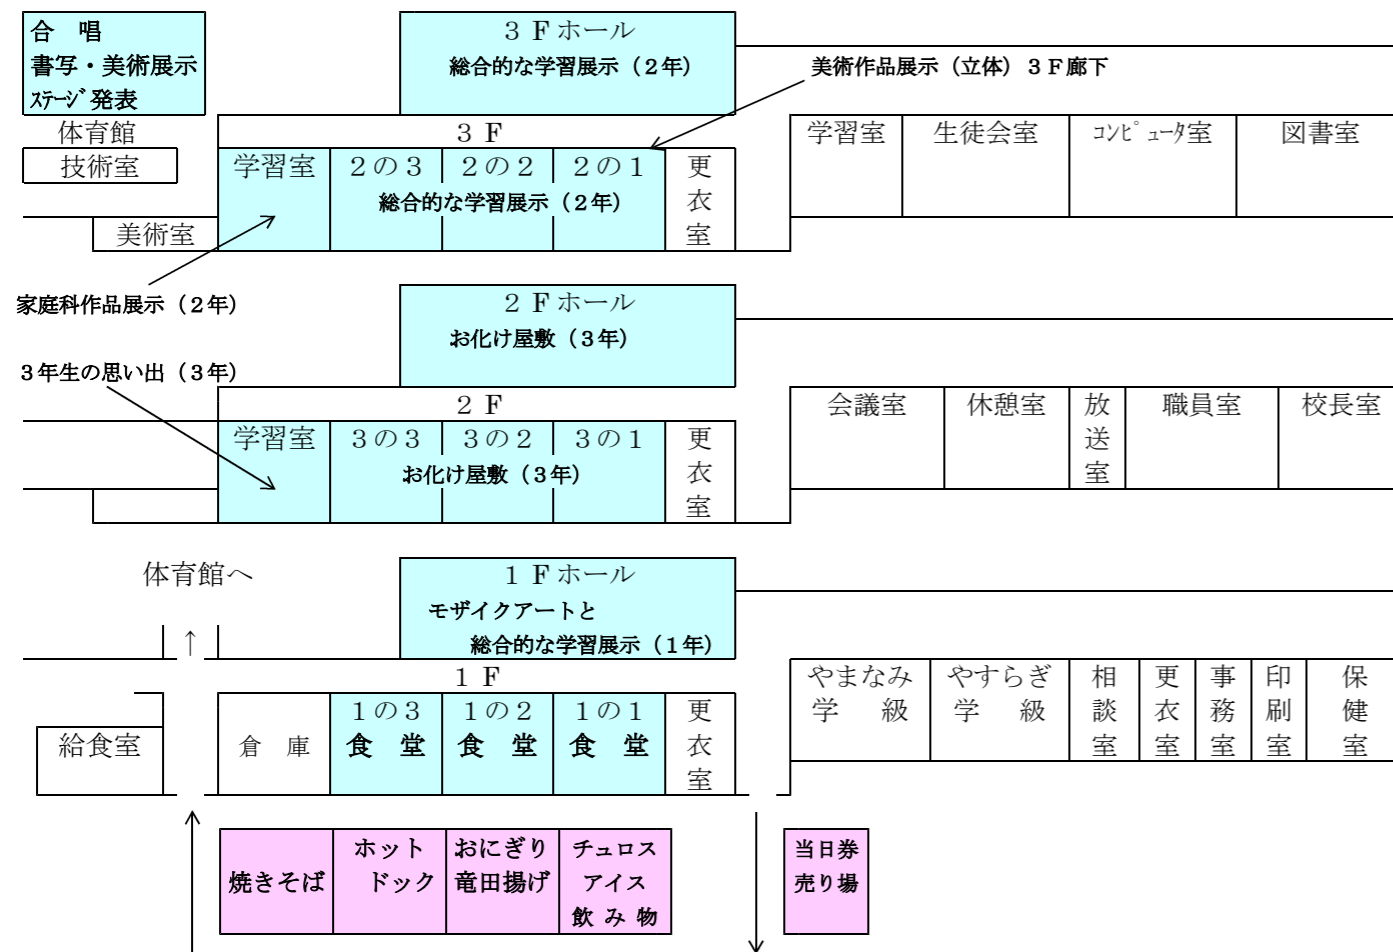 合　唱
書写・美術展示
ｽﾃｰｼﾞ発表
体育館
技術室
美術室
３Ｆホール
総合的な学習展示（２年）
美術作品展示（立体）３Ｆ廊下
３Ｆ
学習室
２の３
２の２
２の１
総合的な学習展示（２年）
更
衣
室
学習室
生徒会室
ｺﾝﾋﾟｭｰﾀ室
図書室
家庭科作品展示（２年）
２Ｆホール
お化け屋敷（３年）
３年生の思い出（３年）
２Ｆ
学習室
３の３
３の２
３の１
お化け屋敷（３年）
更
衣
室
会議室
休憩室
放
送
室
職員室
校長室
体育館へ
↑
１Ｆホール
モザイクアートと
総合的な学習展示（１年）
１Ｆ
給食室
倉　庫
１の３
食　堂
１の２
食　堂
１の１
食　堂
更
衣
室
やまなみ
学　級
やすらぎ
学　級
相
談
室
更
衣
室
事
務
室
印
刷
室
保
健
室
焼きそば
ホット
ドック
おにぎり
竜田揚げ
チュロス
アイス
飲み物
当日券
売り場